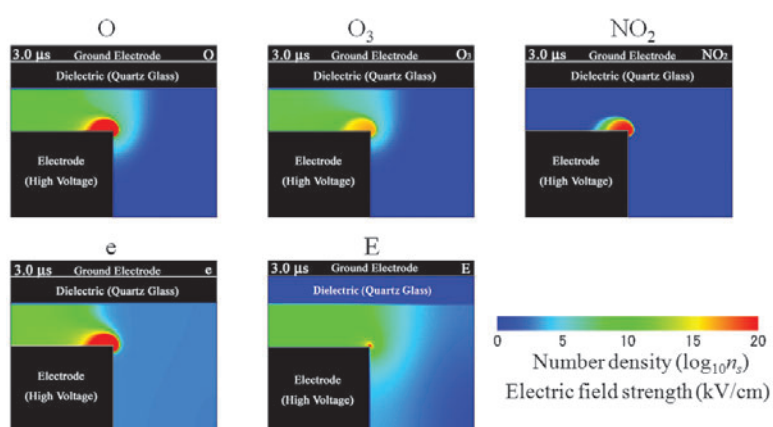 O
O₃
NO₂
3.0 μs Ground Electrode O
Dielectric (Quartz Glass)
Electrode
(High Voltage)
3.0 μs Ground Electrode O₃
Dielectric (Quartz Glass)
Electrode
(High Voltage)
3.0 μs Ground Electrode NO₂
Dielectric (Quartz Glass)
Electrode
(High Voltage)
e
E
3.0 μs Ground Electrode e
Dielectric (Quartz Glass)
Electrode
(High Voltage)
3.0 μs Ground Electrode E
Dielectric (Quartz Glass)
Electrode
(High Voltage)
0 5 10 15 20
Number density (log₁₀nₛ)
Electric field strength (kV/cm)